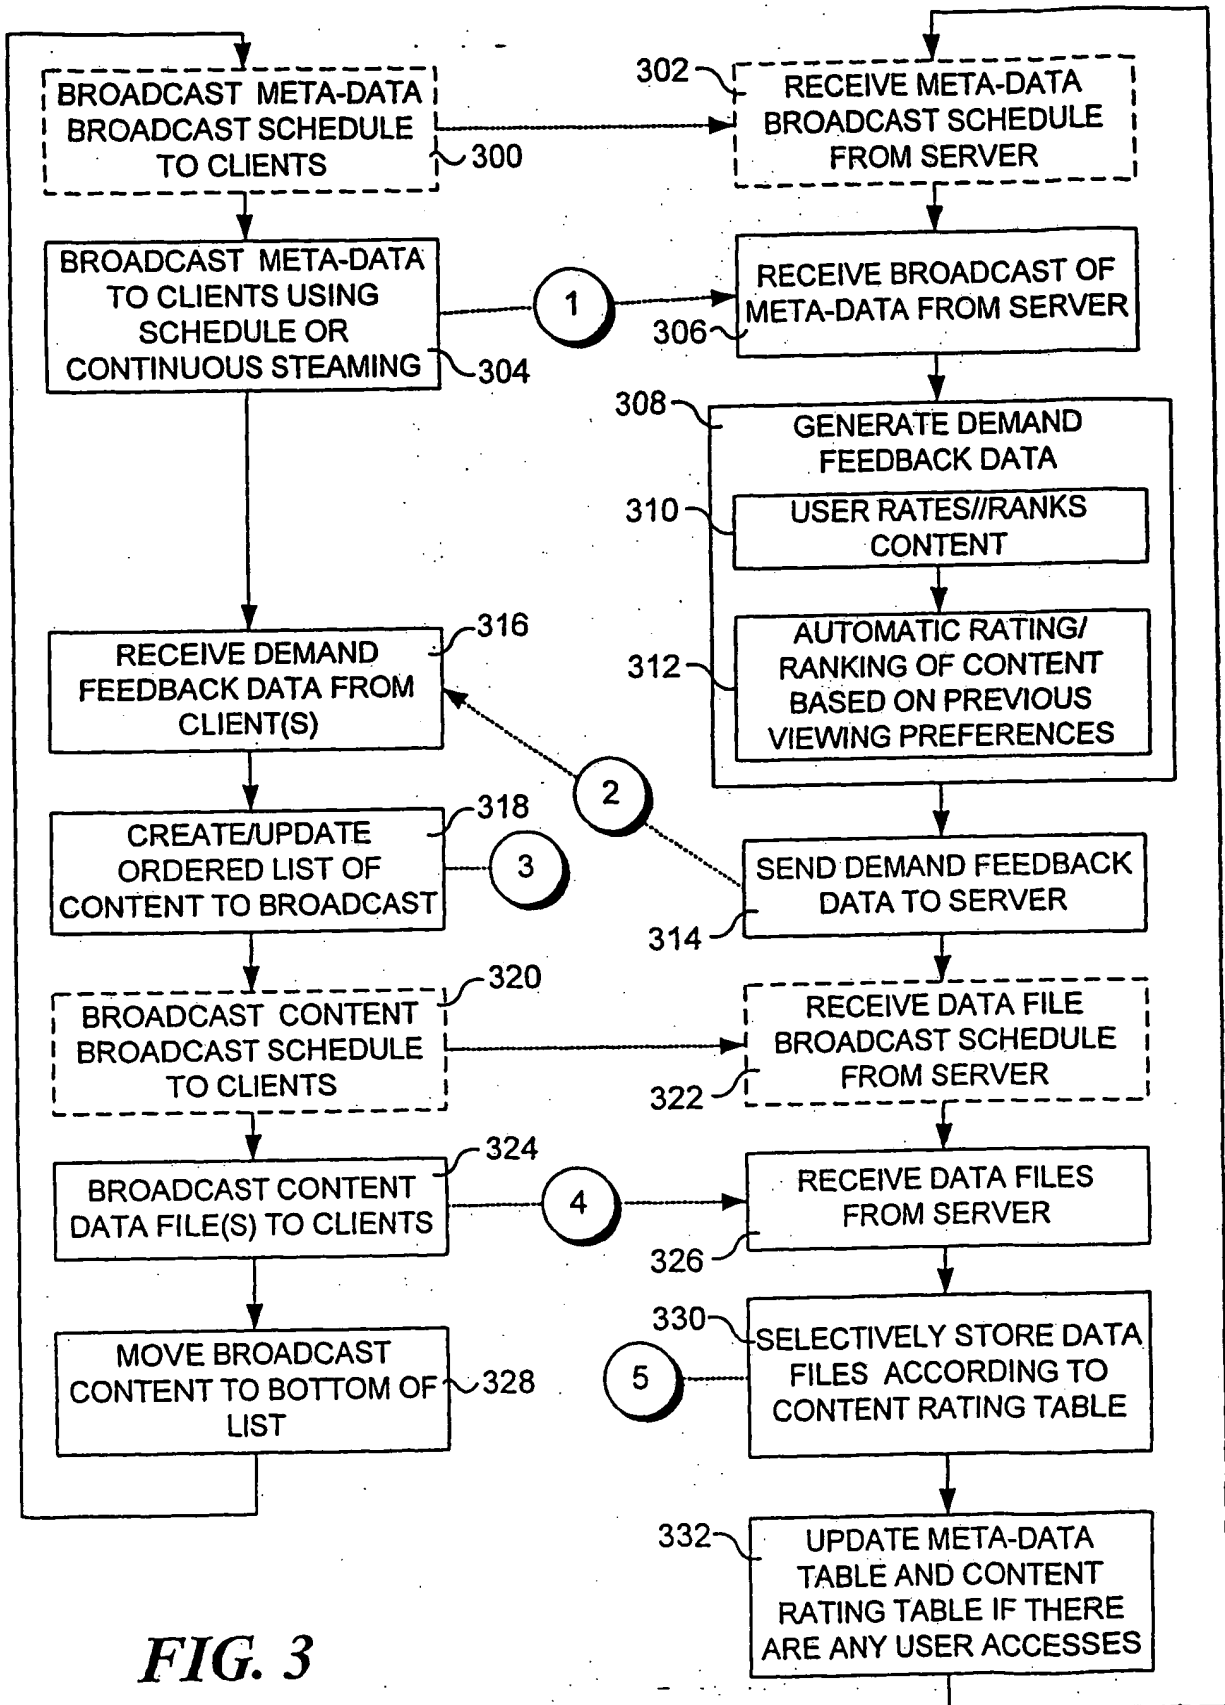 BROADCAST META-DATA
BROADCAST SCHEDULE
TO CLIENTS
300
302
RECEIVE META-DATA
BROADCAST SCHEDULE
FROM SERVER
BROADCAST META-DATA
TO CLIENTS USING
SCHEDULE OR
CONTINUOUS STEAMING
304
1
RECEIVE BROADCAST OF
META-DATA FROM SERVER
306
308
GENERATE DEMAND
FEEDBACK DATA
310
USER RATES//RANKS
CONTENT
312
AUTOMATIC RATING/
RANKING OF CONTENT
BASED ON PREVIOUS
VIEWING PREFERENCES
316
RECEIVE DEMAND
FEEDBACK DATA FROM
CLIENT(S)
2
318
CREATE/UPDATE
ORDERED LIST OF
CONTENT TO BROADCAST
3
SEND DEMAND FEEDBACK
DATA TO SERVER
314
320
BROADCAST CONTENT
BROADCAST SCHEDULE
TO CLIENTS
RECEIVE DATA FILE
BROADCAST SCHEDULE
FROM SERVER
322
324
BROADCAST CONTENT
DATA FILE(S) TO CLIENTS
4
RECEIVE DATA FILES
FROM SERVER
326
MOVE BROADCAST
CONTENT TO BOTTOM OF
LIST
328
330
SELECTIVELY STORE DATA
FILES ACCORDING TO
CONTENT RATING TABLE
5
332
UPDATE META-DATA
TABLE AND CONTENT
RATING TABLE IF THERE
ARE ANY USER ACCESSES
FIG. 3